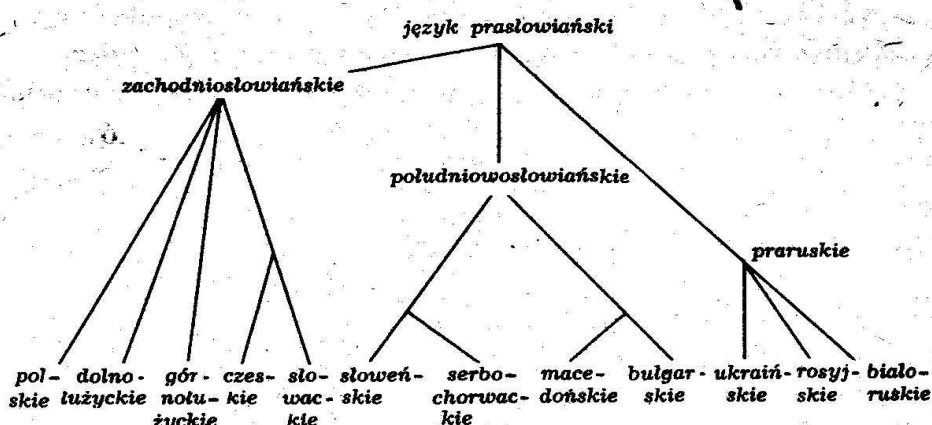 język prasłowiański
zachodniosłowiańskie
południowosłowiańskie
praruskie
pol-
skie
dolno-
łużyckie
gór-
nołu-
życkie
czes-
kie
sło-
wac-
kie
słoweń-
skie
serbo-
chorwac-
kie
mace-
dońskie
bułgar-
skie
ukraiń-
skie
rosyj-
skie
biało-
ruskie